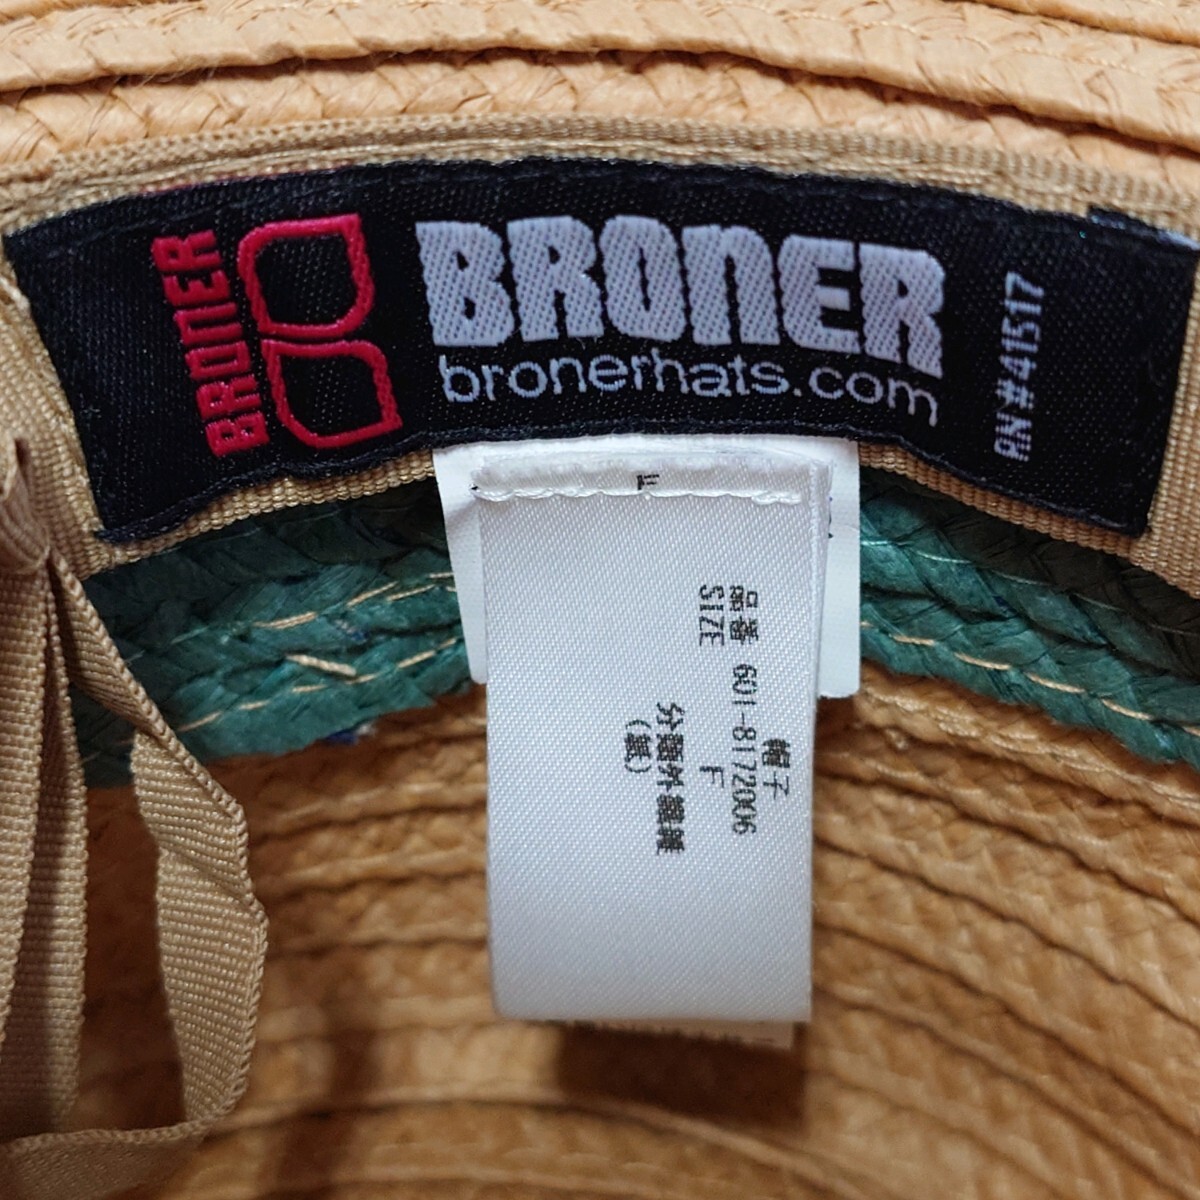 BRONER
BRONER
bronerhats.com
RN#41517
F
帽子
品番 601-8172006
SIZE F
分類外繊維
(紙)